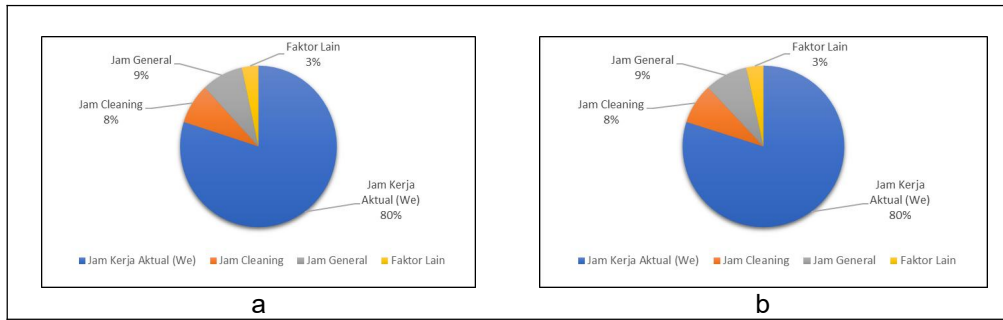 Faktor Lain
3%
Jam General
9%
Jam Cleaning
8%
Jam Kerja
Aktual (We)
80%
Jam Kerja Aktual (We) Jam Cleaning Jam General Faktor Lain
a
Faktor Lain
3%
Jam General
9%
Jam Cleaning
8%
Jam Kerja
Aktual (We)
80%
Jam Kerja Aktual (We) Jam Cleaning Jam General Faktor Lain
b